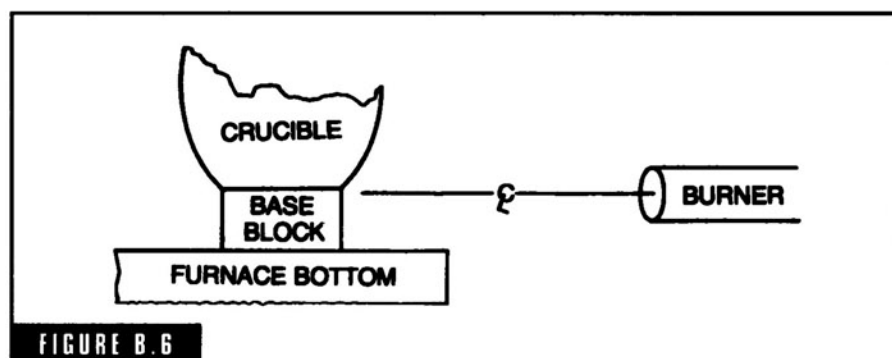 CRUCIBLE
BASE
BLOCK
BURNER
FURNACE BOTTOM
FIGURE B.6